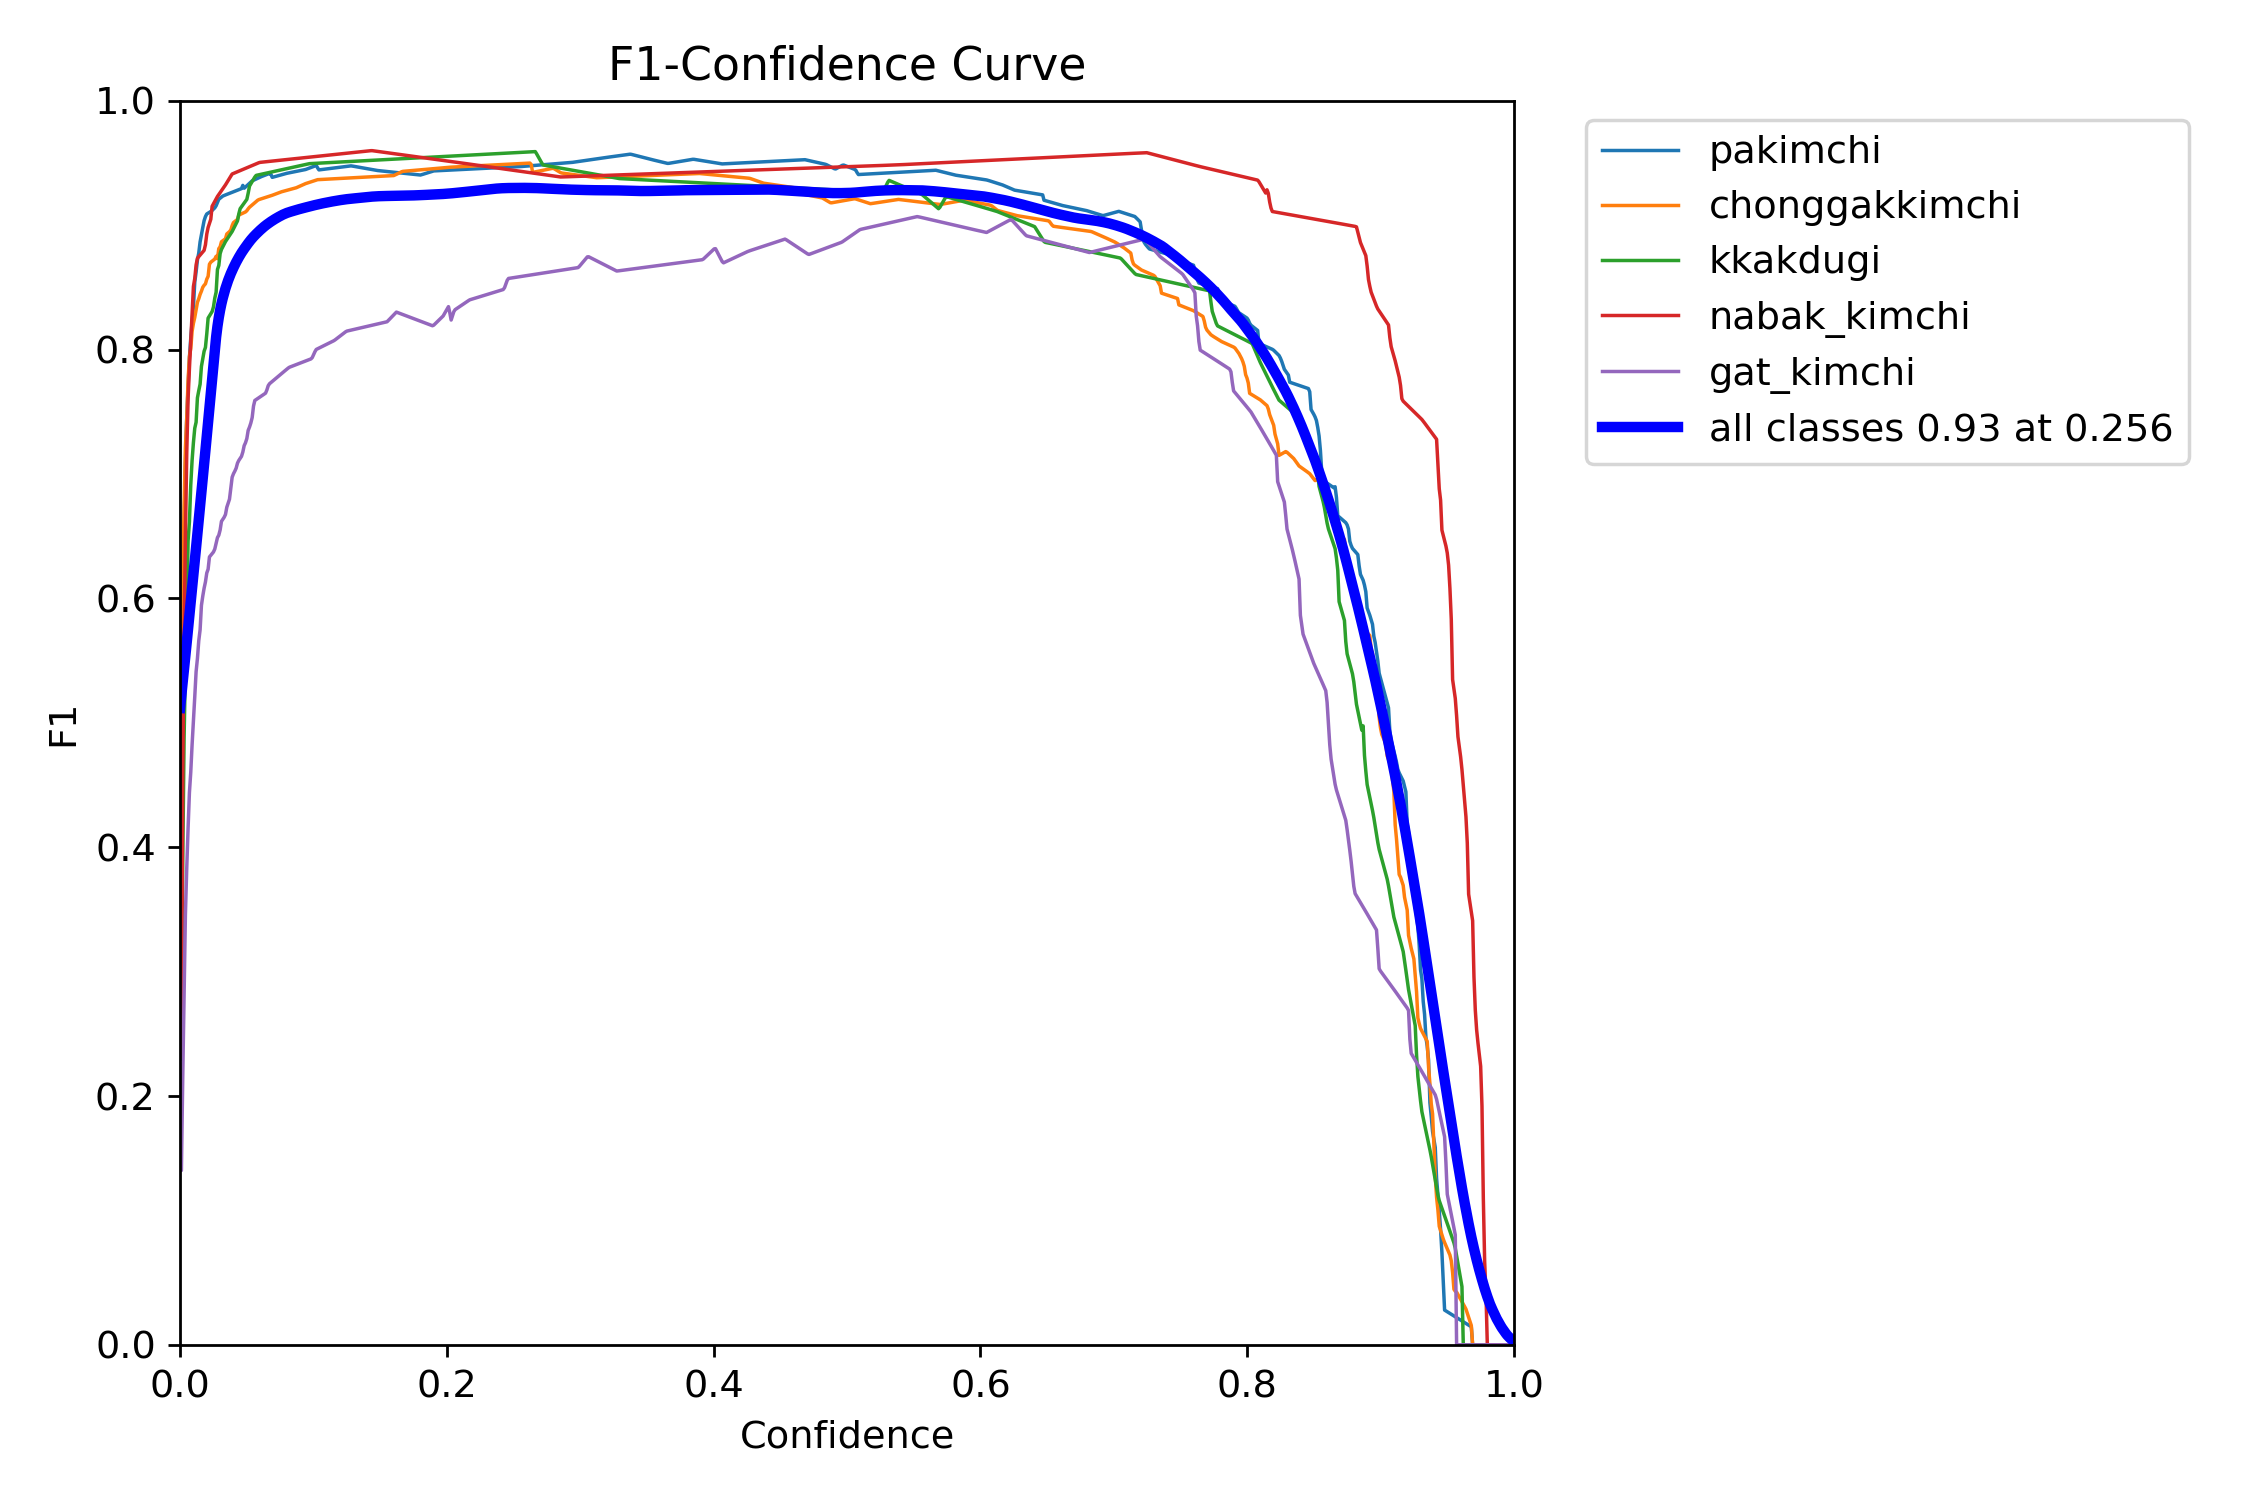 F1-Confidence Curve
1.0
0.8
0.6
0.4
0.2
0.0
F1
0.0 0.2 0.4 0.6 0.8 1.0
Confidence
pakimchi
chonggakkimchi
kkakdugi
nabak_kimchi
gat_kimchi
all classes 0.93 at 0.256